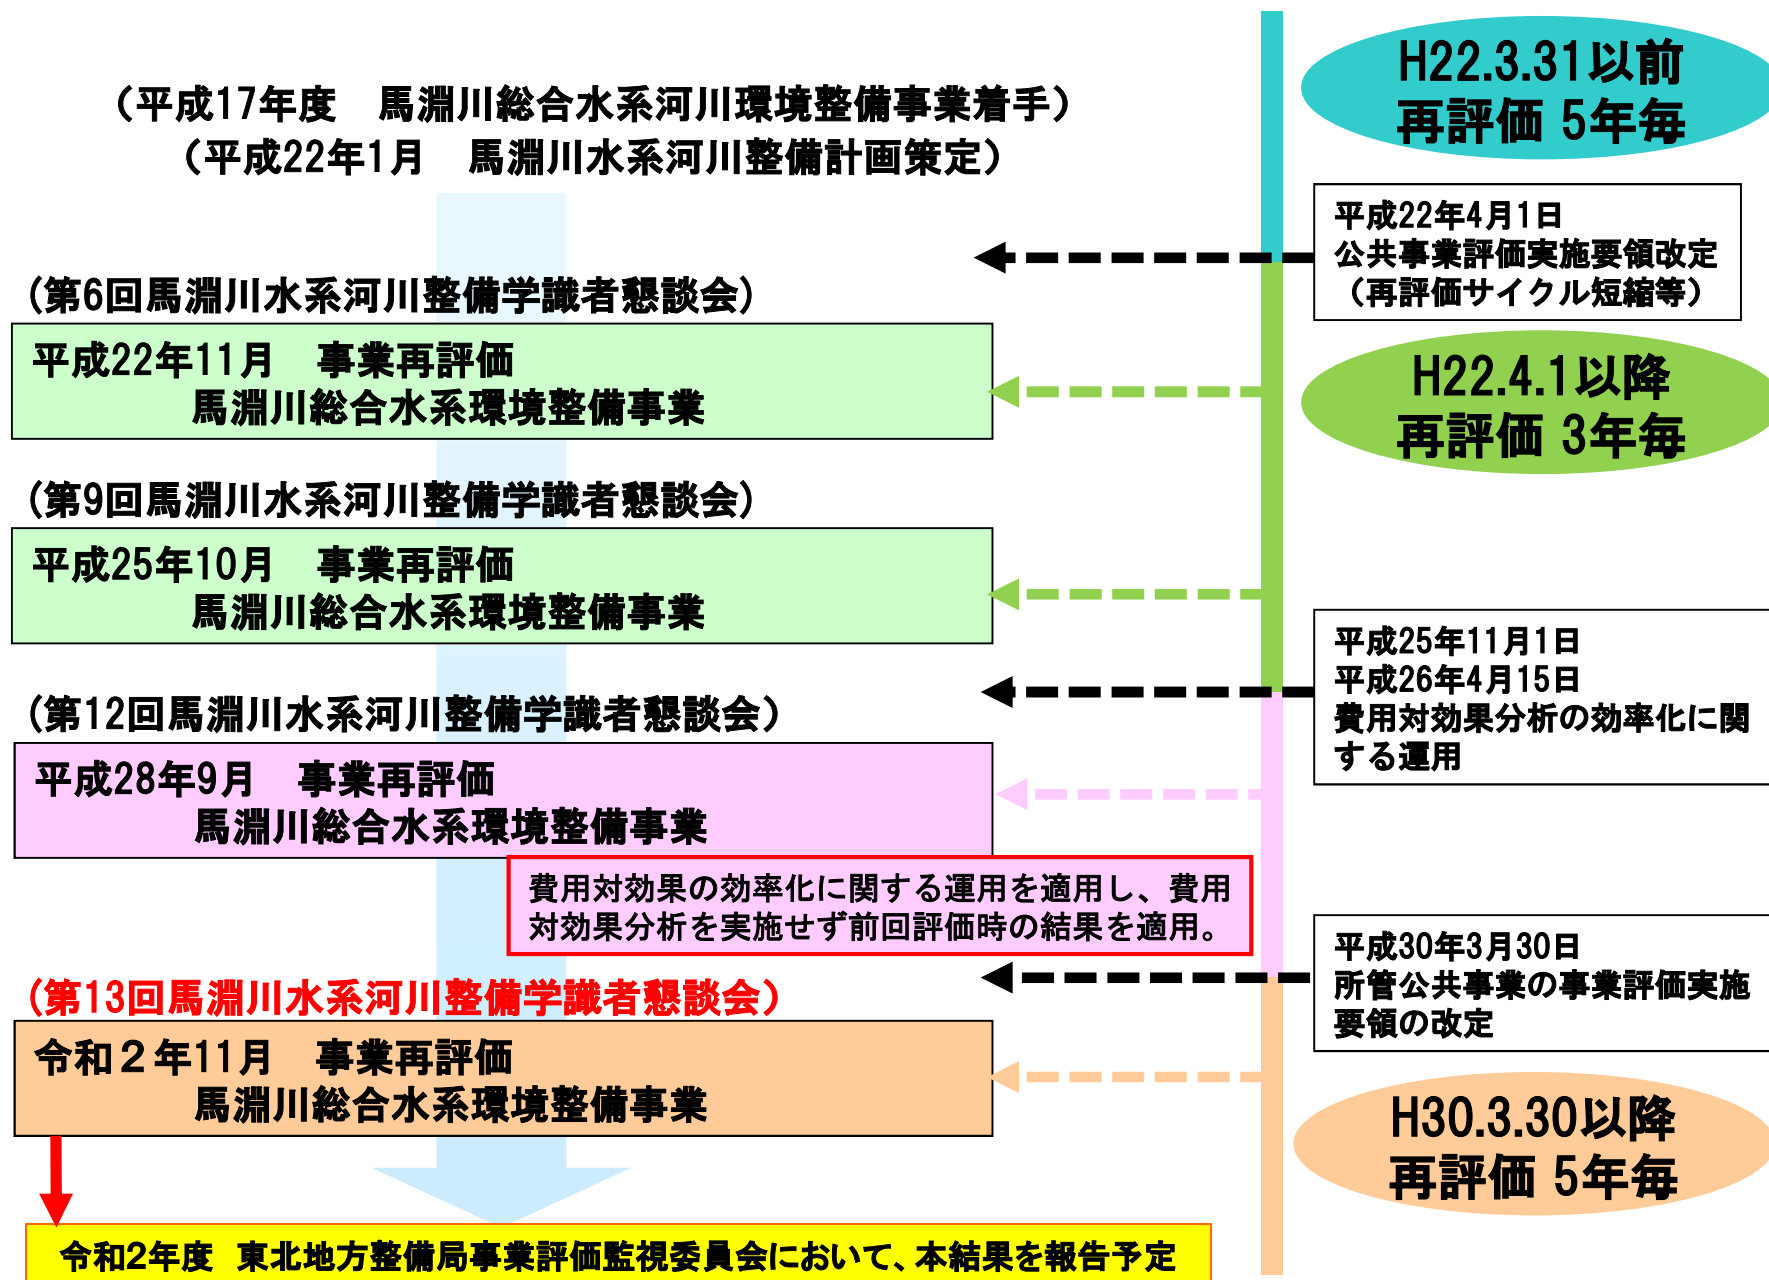 （平成17年度　馬淵川総合水系河川環境整備事業着手）
（平成22年1月　馬淵川水系河川整備計画策定）
(第6回馬淵川水系河川整備学識者懇談会)
平成22年11月　事業再評価
馬淵川総合水系環境整備事業
(第9回馬淵川水系河川整備学識者懇談会)
平成25年10月　事業再評価
馬淵川総合水系環境整備事業
(第12回馬淵川水系河川整備学識者懇談会）
平成28年9月　事業再評価
馬淵川総合水系環境整備事業
費用対効果の効率化に関する運用を適用し、費用
対効果分析を実施せず前回評価時の結果を適用。
(第13回馬淵川水系河川整備学識者懇談会）
令和２年11月　事業再評価
馬淵川総合水系環境整備事業
令和2年度　東北地方整備局事業評価監視委員会において、本結果を報告予定
H22.3.31以前
再評価 5年毎
平成22年4月1日
公共事業評価実施要領改定
（再評価サイクル短縮等）
H22.4.1以降
再評価 3年毎
平成25年11月1日
平成26年4月15日
費用対効果分析の効率化に関
する運用
平成30年3月30日
所管公共事業の事業評価実施
要領の改定
H30.3.30以降
再評価 5年毎